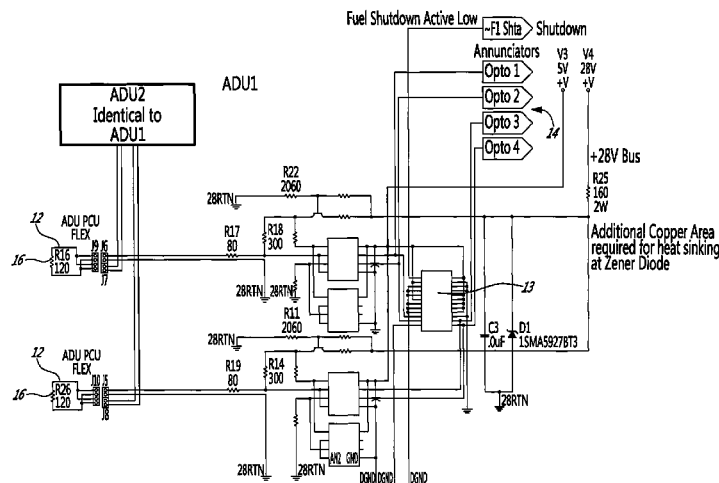 Fuel Shutdown Active Low
~F1 Shta
Shutdown
Annunciators
Opto 1
Opto 2
Opto 3
Opto 4
14
V3
5V
+V
V4
28V
+V
ADU1
ADU2
Identical to
ADU1
+28V Bus
R25
160
2W
Additional Copper Area
required for heat sinking
at Zener Diode
R22
2060
28RTN
12
ADU PCU
FLEX
R16
120
16
J9
J6
J7
R17
80
R18
300
28RTN
28RTN
13
R11
2060
28RTN
C3
.0uF
D1
1SMA5927BT3
28RTN
12
ADU PCU
FLEX
R26
120
16
J10
J5
J8
R19
80
R14
300
28RTN
28RTN
AN2 GND
DGND
DGND
DGND